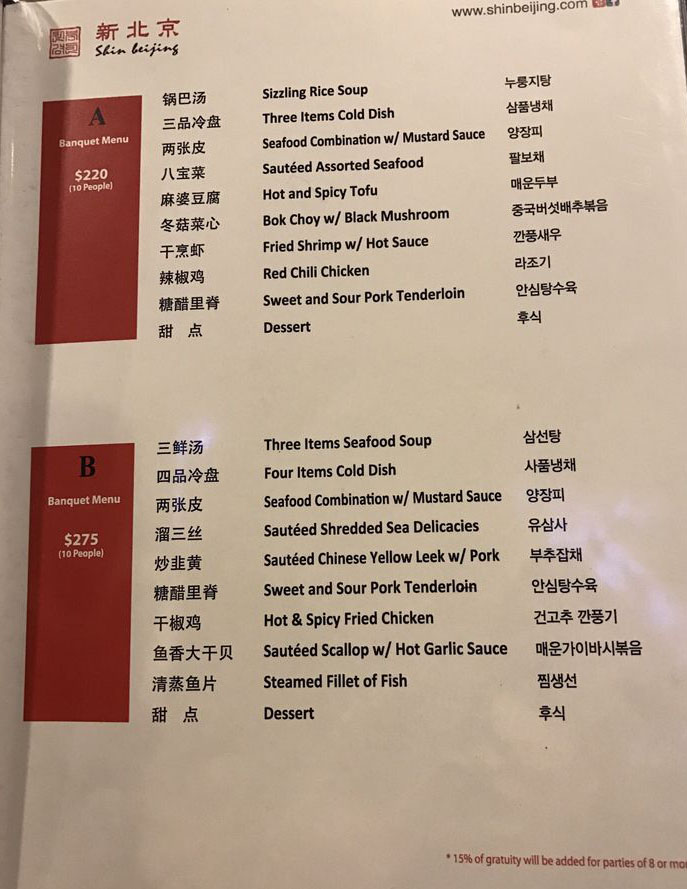 www.shinbeijing.com
新北京
Shin beijing
A
Banquet Menu
$220
(10 People)
锅巴汤 Sizzling Rice Soup 누룽지탕
三品冷盘 Three Items Cold Dish 삼품냉채
两张皮 Seafood Combination w/ Mustard Sauce 양장피
八宝菜 Sautéed Assorted Seafood 팔보채
麻婆豆腐 Hot and Spicy Tofu 매운두부
冬菇菜心 Bok Choy w/ Black Mushroom 중국버섯배추볶음
干烹虾 Fried Shrimp w/ Hot Sauce 깐풍새우
辣椒鸡 Red Chili Chicken 라조기
糖醋里脊 Sweet and Sour Pork Tenderloin 안심탕수육
甜 点 Dessert 후식
B
Banquet Menu
$275
(10 People)
三鲜汤 Three Items Seafood Soup 삼선탕
四品冷盘 Four Items Cold Dish 사품냉채
两张皮 Seafood Combination w/ Mustard Sauce 양장피
溜三丝 Sautéed Shredded Sea Delicacies 유삼사
炒韭黄 Sautéed Chinese Yellow Leek w/ Pork 부추잡채
糖醋里脊 Sweet and Sour Pork Tenderloin 안심탕수육
干椒鸡 Hot & Spicy Fried Chicken 건고추 깐풍기
鱼香大干贝 Sautéed Scallop w/ Hot Garlic Sauce 매운가이바시볶음
清蒸鱼片 Steamed Fillet of Fish 찜생선
甜 点 Dessert 후식
* 15% of gratuity will be added for parties of 8 or mor